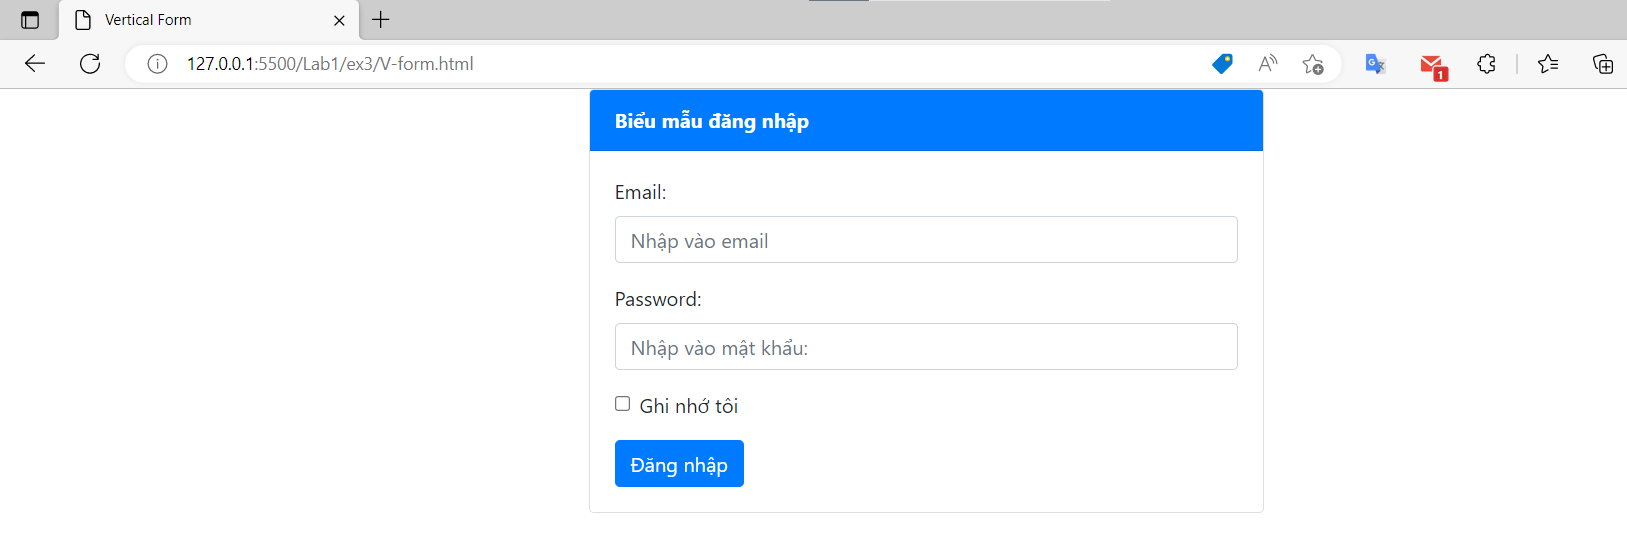 Vertical Form
127.0.0.1:5500/Lab1/ex3/V-form.html
1
Biểu mẫu đăng nhập
Email:
Nhập vào email
Password:
Nhập vào mật khẩu:
Ghi nhớ tôi
Đăng nhập